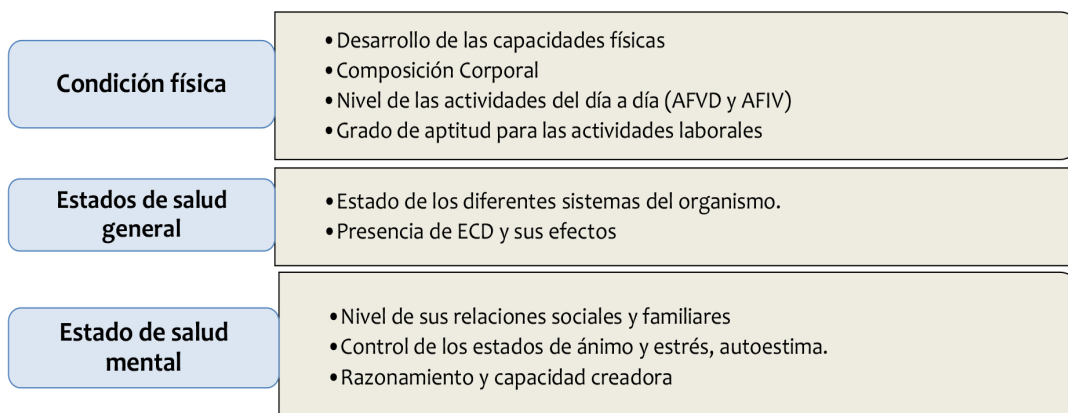 Condición física
•Desarrollo de las capacidades físicas
•Composición Corporal
•Nivel de las actividades del día a día (AFVD y AFIV)
•Grado de aptitud para las actividades laborales
Estados de salud
general
•Estado de los diferentes sistemas del organismo.
•Presencia de ECD y sus efectos
Estado de salud
mental
•Nivel de sus relaciones sociales y familiares
•Control de los estados de ánimo y estrés, autoestima.
•Razonamiento y capacidad creadora